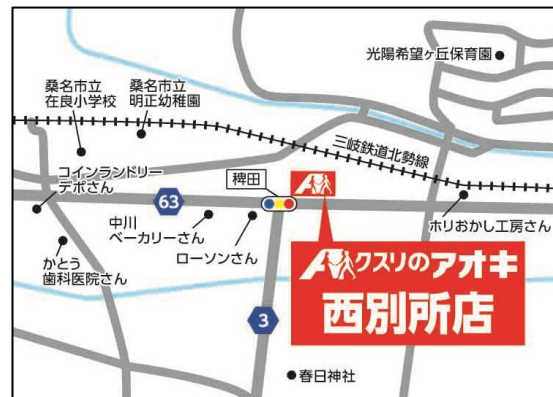 光陽希望ヶ丘保育園
桑名市立
在良小学校
桑名市立
明正幼稚園
三岐鉄道北勢線
コインランドリー
デポさん
稗田
63
中川
ベーカリーさん
ローソンさん
ホリおかし工房さん
かとう
歯科医院さん
クスリのアオキ
西別所店
3
春日神社